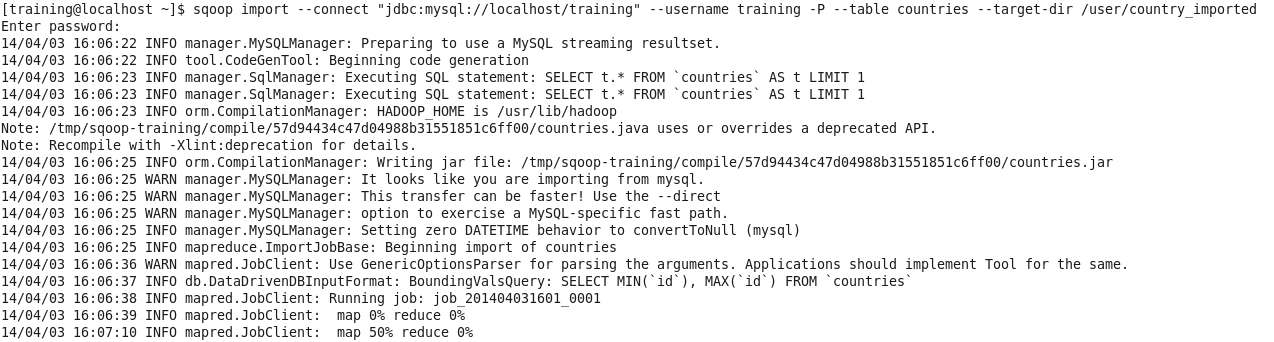 [training@localhost ~]$ sqoop import --connect "jdbc:mysql://localhost/training" --username training -P --table countries --target-dir /user/country_imported
Enter password:
14/04/03 16:06:22 INFO manager.MySQLManager: Preparing to use a MySQL streaming resultset.
14/04/03 16:06:22 INFO tool.CodeGenTool: Beginning code generation
14/04/03 16:06:23 INFO manager.SqlManager: Executing SQL statement: SELECT t.* FROM `countries` AS t LIMIT 1
14/04/03 16:06:23 INFO manager.SqlManager: Executing SQL statement: SELECT t.* FROM `countries` AS t LIMIT 1
14/04/03 16:06:23 INFO orm.CompilationManager: HADOOP_HOME is /usr/lib/hadoop
Note: /tmp/sqoop-training/compile/57d94434c47d04988b31551851c6ff00/countries.java uses or overrides a deprecated API.
Note: Recompile with -Xlint:deprecation for details.
14/04/03 16:06:25 INFO orm.CompilationManager: Writing jar file: /tmp/sqoop-training/compile/57d94434c47d04988b31551851c6ff00/countries.jar
14/04/03 16:06:25 WARN manager.MySQLManager: It looks like you are importing from mysql.
14/04/03 16:06:25 WARN manager.MySQLManager: This transfer can be faster! Use the --direct
14/04/03 16:06:25 WARN manager.MySQLManager: option to exercise a MySQL-specific fast path.
14/04/03 16:06:25 INFO manager.MySQLManager: Setting zero DATETIME behavior to convertToNull (mysql)
14/04/03 16:06:25 INFO mapreduce.ImportJobBase: Beginning import of countries
14/04/03 16:06:36 WARN mapred.JobClient: Use GenericOptionsParser for parsing the arguments. Applications should implement Tool for the same.
14/04/03 16:06:37 INFO db.DataDrivenDBInputFormat: BoundingValsQuery: SELECT MIN(`id`), MAX(`id`) FROM `countries`
14/04/03 16:06:38 INFO mapred.JobClient: Running job: job_201404031601_0001
14/04/03 16:06:39 INFO mapred.JobClient:  map 0% reduce 0%
14/04/03 16:07:10 INFO mapred.JobClient:  map 50% reduce 0%